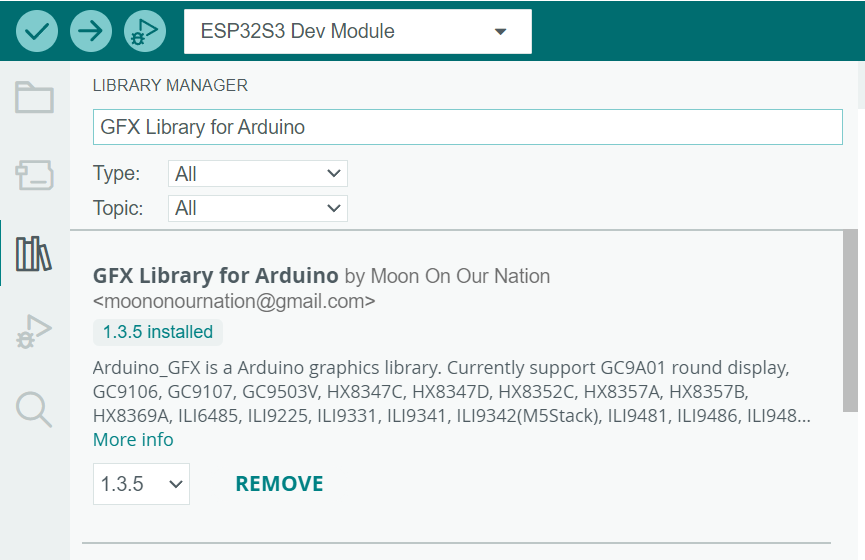 ESP32S3 Dev Module
LIBRARY MANAGER
GFX Library for Arduino
Type: All
Topic: All
GFX Library for Arduino by Moon On Our Nation
<moononournation@gmail.com>
1.3.5 installed
Arduino_GFX is a Arduino graphics library. Currently support GC9A01 round display,
GC9106, GC9107, GC9503V, HX8347C, HX8347D, HX8352C, HX8357A, HX8357B,
HX8369A, ILI6485, ILI9225, ILI9331, ILI9341, ILI9342(M5Stack), ILI9481, ILI9486, ILI948...
More info
1.3.5 REMOVE